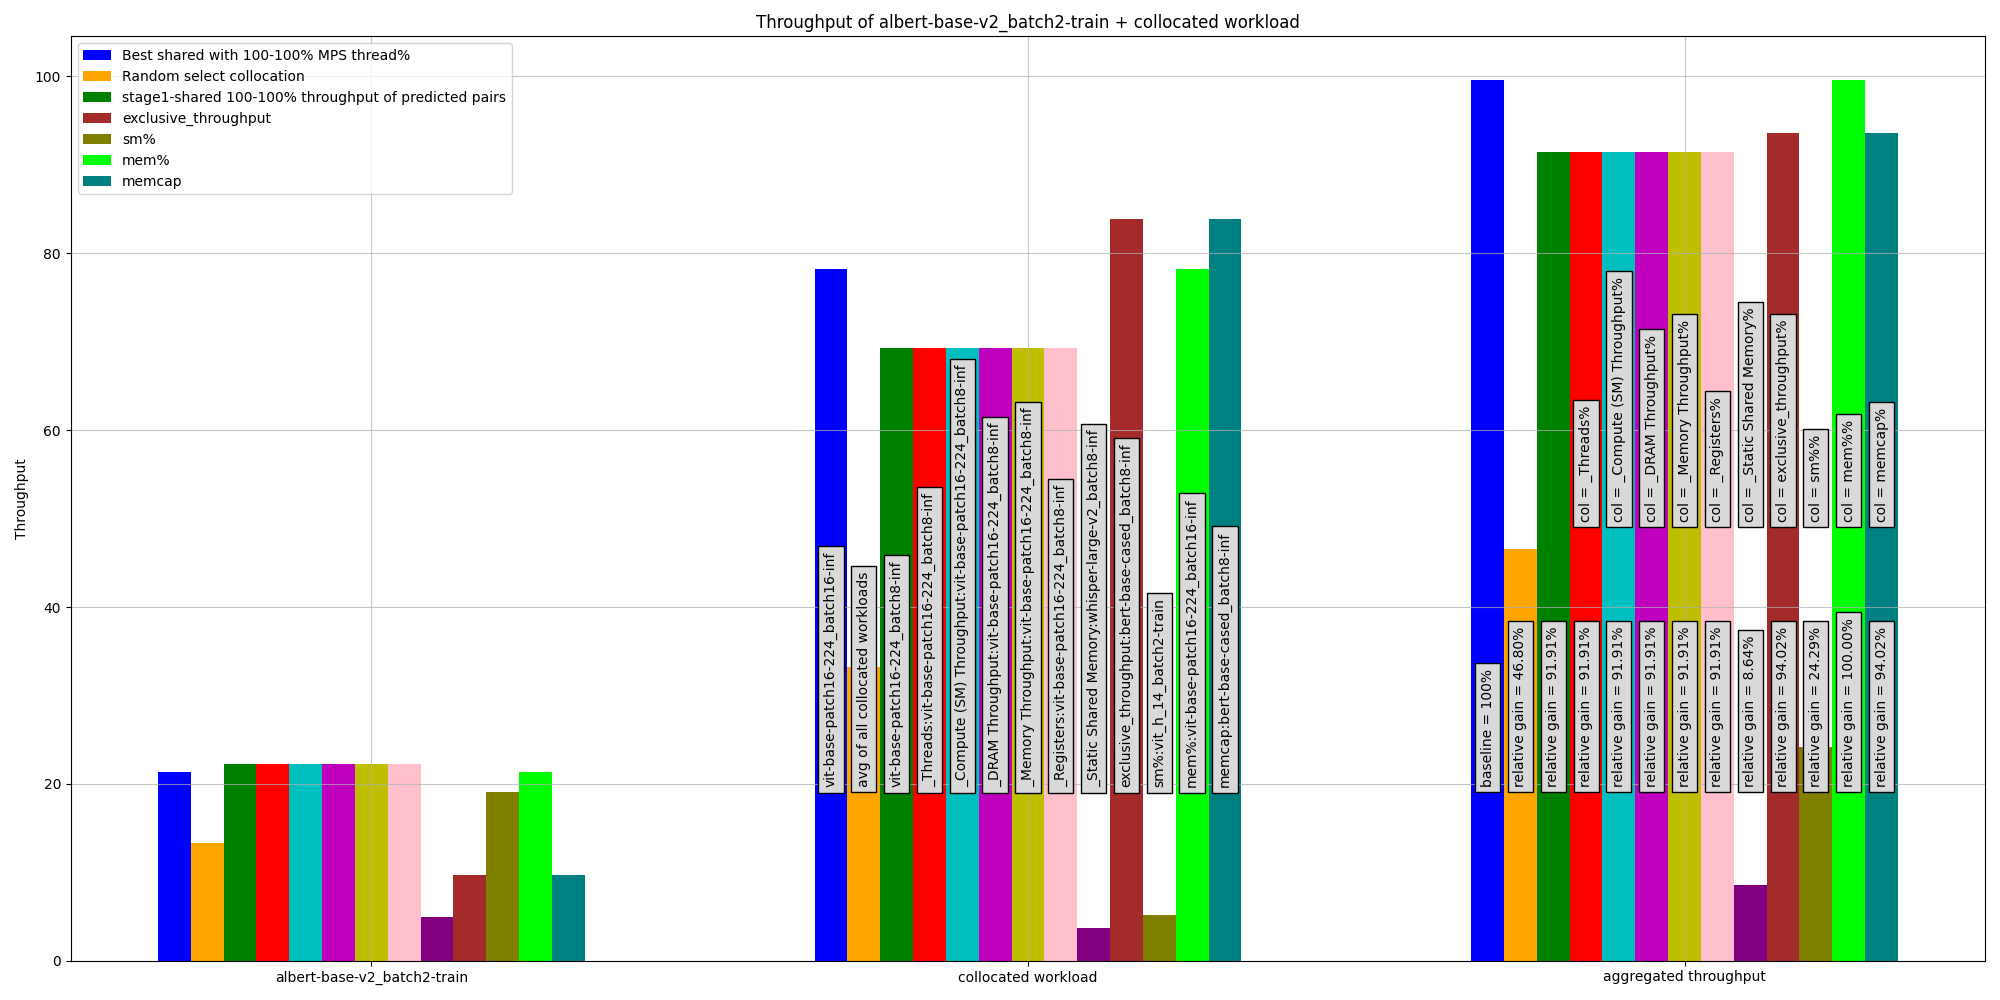 Throughput of albert-base-v2_batch2-train + collocated workload
Best shared with 100-100% MPS thread%
Random select collocation
stage1-shared 100-100% throughput of predicted pairs
exclusive_throughput
sm%
mem%
memcap
Throughput
100
80
60
40
20
0
vit-base-patch16-224_batch16-inf
avg of all collocated workloads
vit-base-patch16-224_batch8-inf
_Threads:vit-base-patch16-224_batch8-inf
_Compute (SM) Throughput:vit-base-patch16-224_batch8-inf
_DRAM Throughput:vit-base-patch16-224_batch8-inf
_Memory Throughput:vit-base-patch16-224_batch8-inf
_Registers:vit-base-patch16-224_batch8-inf
_Static Shared Memory:whisper-large-v2_batch8-inf
exclusive_throughput:bert-base-cased_batch8-inf
sm%:vit_h_14_batch2-train
mem%:vit-base-patch16-224_batch16-inf
memcap:bert-base-cased_batch8-inf
col = _Threads%
col = _Compute (SM) Throughput%
col = _DRAM Throughput%
col = _Memory Throughput%
col = _Registers%
col = _Static Shared Memory%
col = exclusive_throughput%
col = sm%%
col = mem%%
col = memcap%
baseline = 100%
relative gain = 46.80%
relative gain = 91.91%
relative gain = 91.91%
relative gain = 91.91%
relative gain = 91.91%
relative gain = 91.91%
relative gain = 91.91%
relative gain = 8.64%
relative gain = 94.02%
relative gain = 24.29%
relative gain = 100.00%
relative gain = 94.02%
albert-base-v2_batch2-train
collocated workload
aggregated throughput